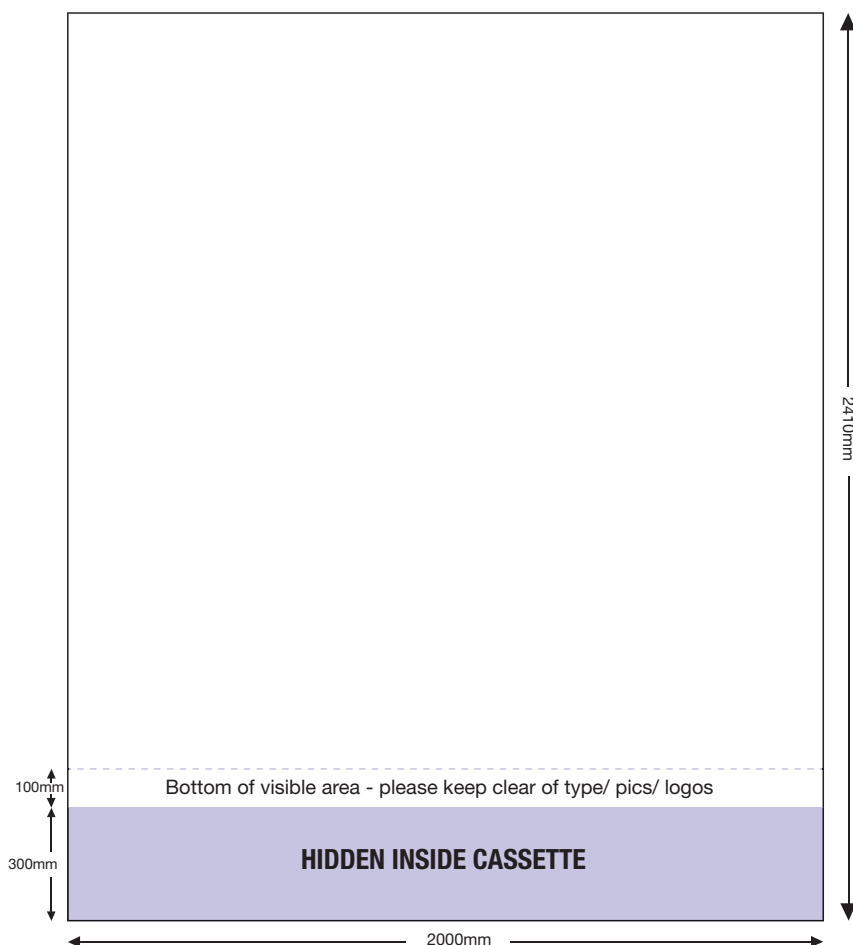 2410mm
100mm
Bottom of visible area - please keep clear of type/ pics/ logos
300mm
HIDDEN INSIDE CASSETTE
2000mm